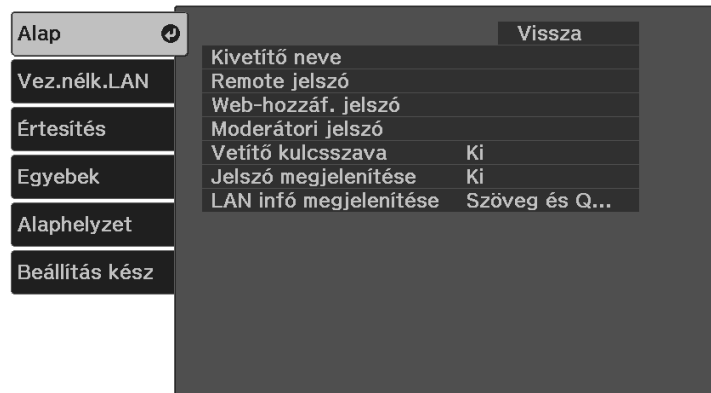 Alap
Vez.nélk.LAN
Értesítés
Egyebek
Alaphelyzet
Beállítás kész
Vissza
Kivetítő neve
Remote jelszó
Web-hozzáf. jelszó
Moderátori jelszó
Vetítő kulcsszava Ki
Jelszó megjelenítése Ki
LAN infó megjelenítése Szöveg és Q...